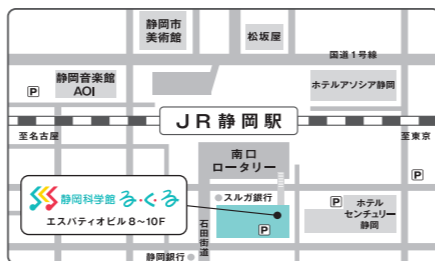 静岡市
美術館
松坂屋
国道1号線
静岡音楽館
AOI
P
ホテルアソシア静岡
JR静岡駅
至名古屋
至東京
南口
ロータリー
P
静岡科学館 る・く・る
エスパティオビル8～10F
スルガ銀行
P
ホテル
センチュリー
静岡
P
石田街道
静岡銀行